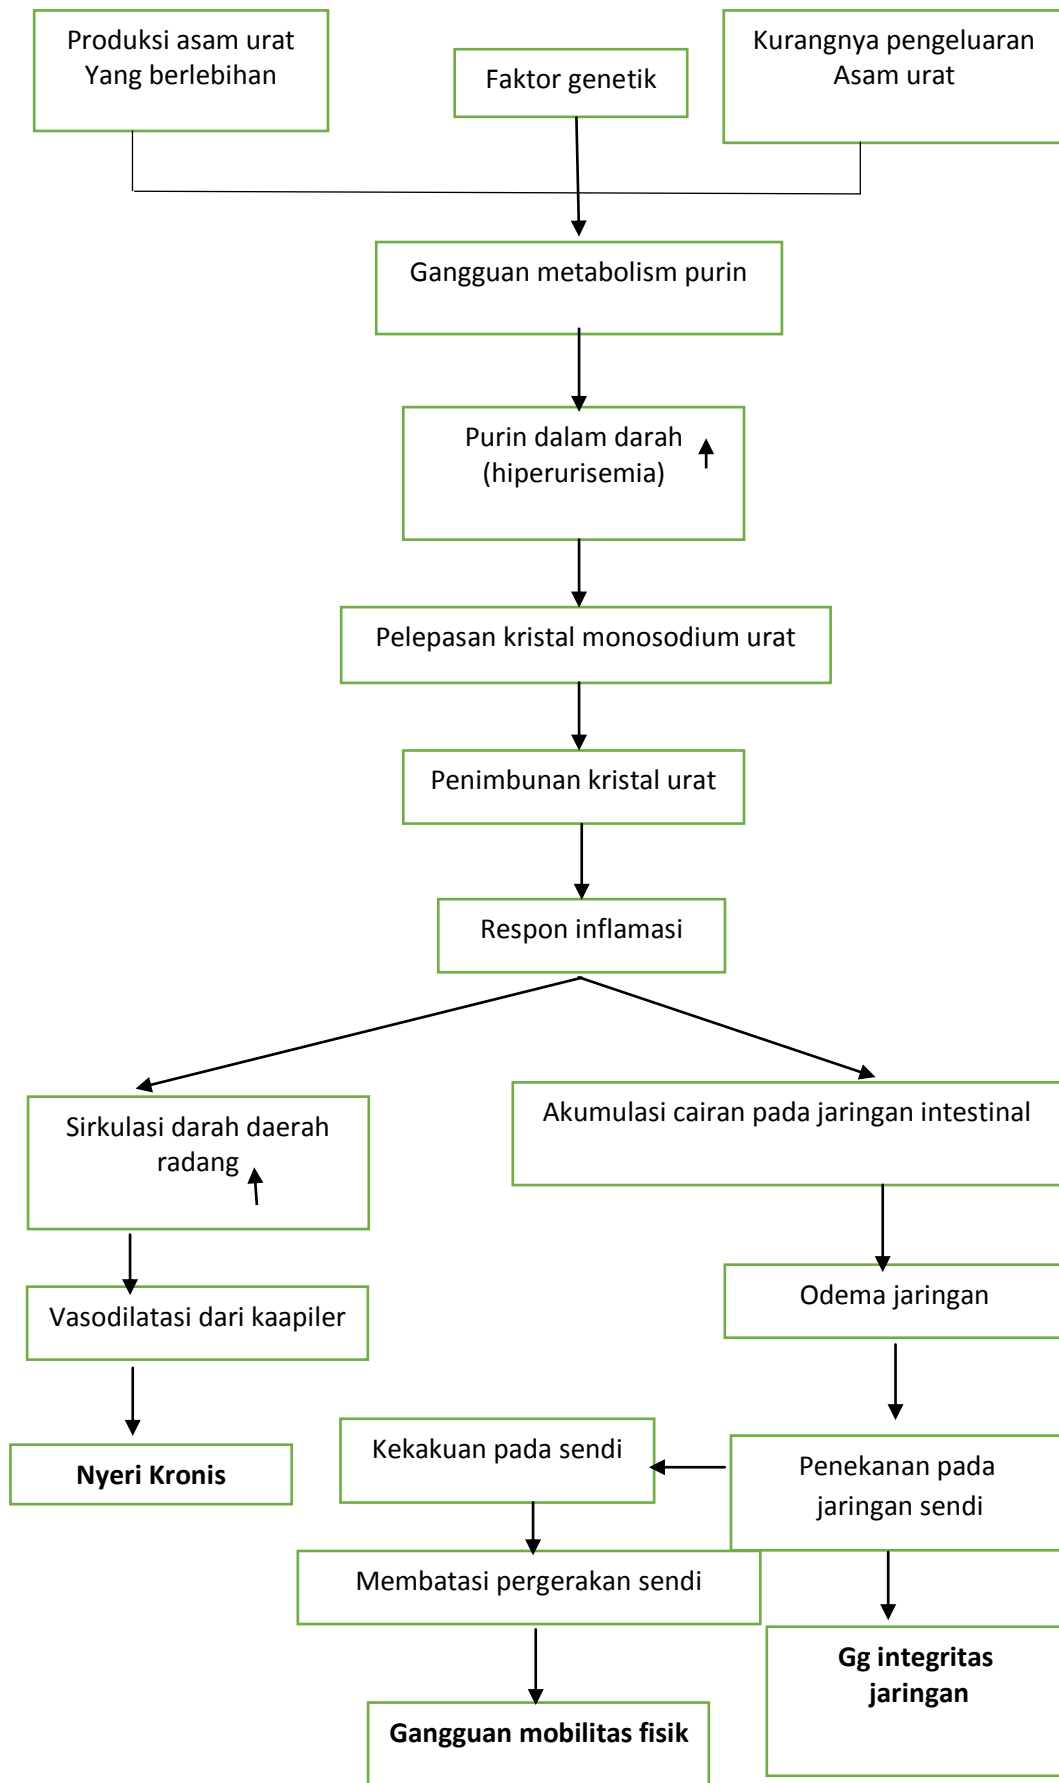 Produksi asam urat
Yang berlebihan
Faktor genetik
Kurangnya pengeluaran
Asam urat
Gangguan metabolism purin
Purin dalam darah
(hiperurisemia)
Pelepasan kristal monosodium urat
Penimbunan kristal urat
Respon inflamasi
Sirkulasi darah daerah
radang
Akumulasi cairan pada jaringan intestinal
Vasodilatasi dari kaapiler
Odema jaringan
Nyeri Kronis
Kekakuan pada sendi
Penekanan pada
jaringan sendi
Membatasi pergerakan sendi
Gg integritas
jaringan
Gangguan mobilitas fisik